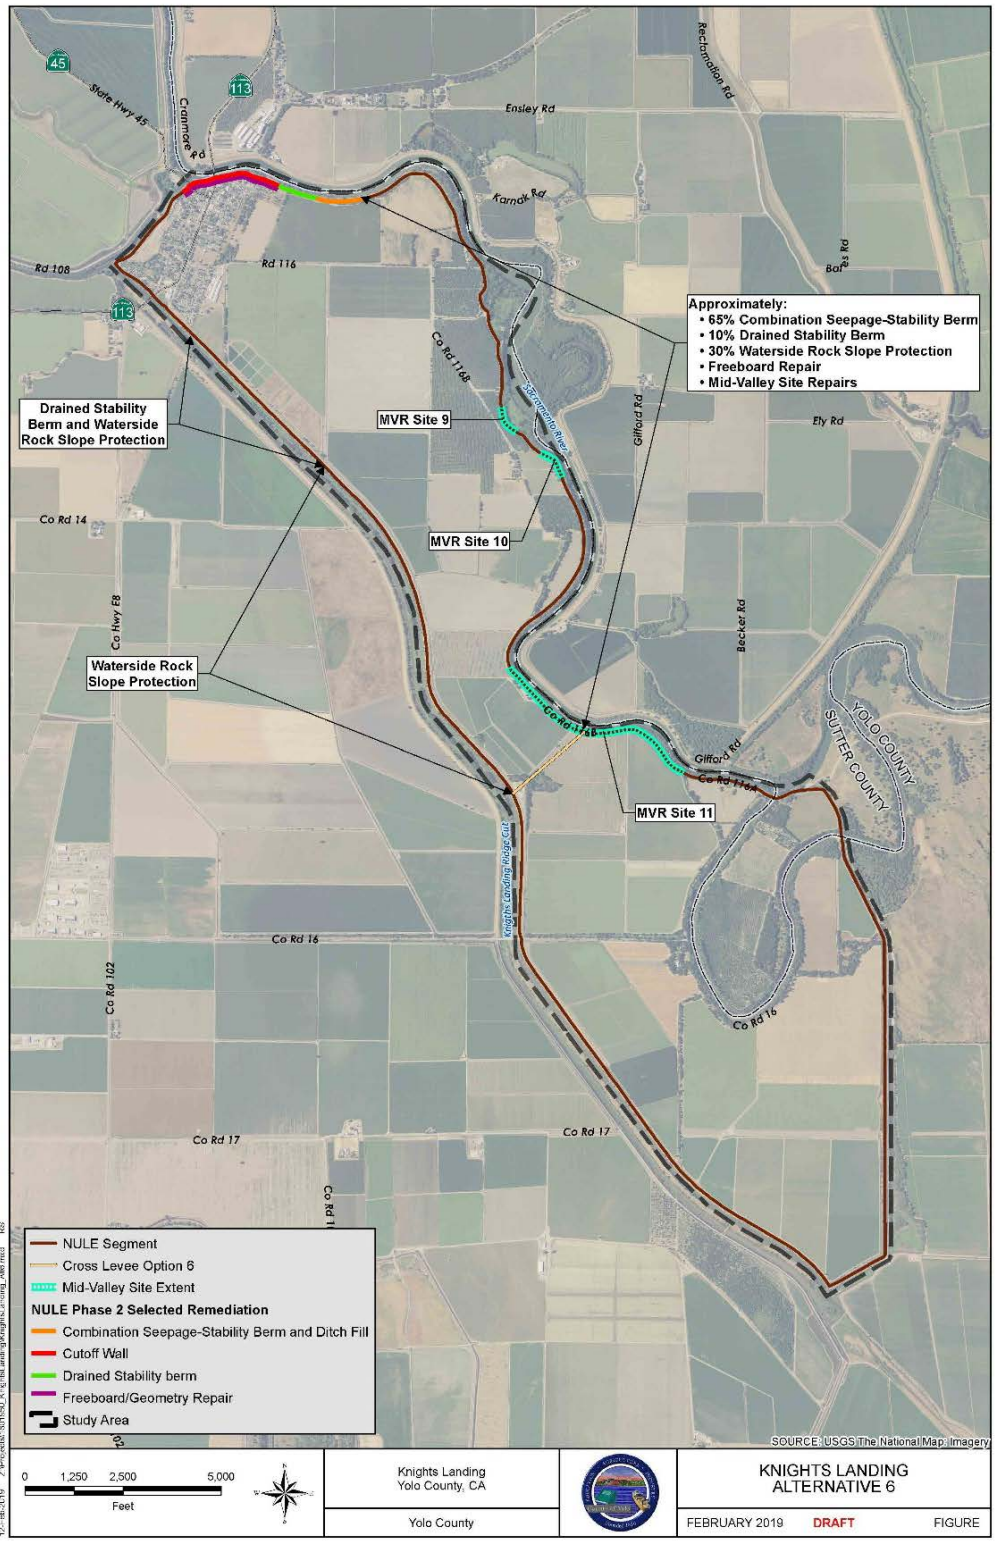 45
State Hwy 45
113
Cranmore Rd
Ensley Rd
Reclamation Rd
Karnak Rd
Rd 108
Rd 116
113
Co Rd 116B
Approximately:
• 65% Combination Seepage-Stability Berm
• 10% Drained Stability Berm
• 30% Waterside Rock Slope Protection
• Freeboard Repair
• Mid-Valley Site Repairs
Drained Stability
Berm and Waterside
Rock Slope Protection
MVR Site 9
Sacramento River
Gifford Rd
Ely Rd
Co Rd 14
MVR Site 10
Co Hwy E8
Becker Rd
Waterside Rock
Slope Protection
Co Rd 116B
YOLO COUNTY
SUTTER COUNTY
Gifford Rd
Co Rd 116A
MVR Site 11
Knigths Landing Ridge Cut
Co Rd 16
Co Rd 102
Co Rd 16
Co Rd 17
Co Rd 17
NULE Segment
Cross Levee Option 6
Mid-Valley Site Extent
NULE Phase 2 Selected Remediation
Combination Seepage-Stability Berm and Ditch Fill
Cutoff Wall
Drained Stability berm
Freeboard/Geometry Repair
Study Area
SOURCE: USGS The National Map: Imagery
0 1,250 2,500 5,000
Feet
Knights Landing
Yolo County, CA
Yolo County
KNIGHTS LANDING
ALTERNATIVE 6
FEBRUARY 2019 DRAFT FIGURE